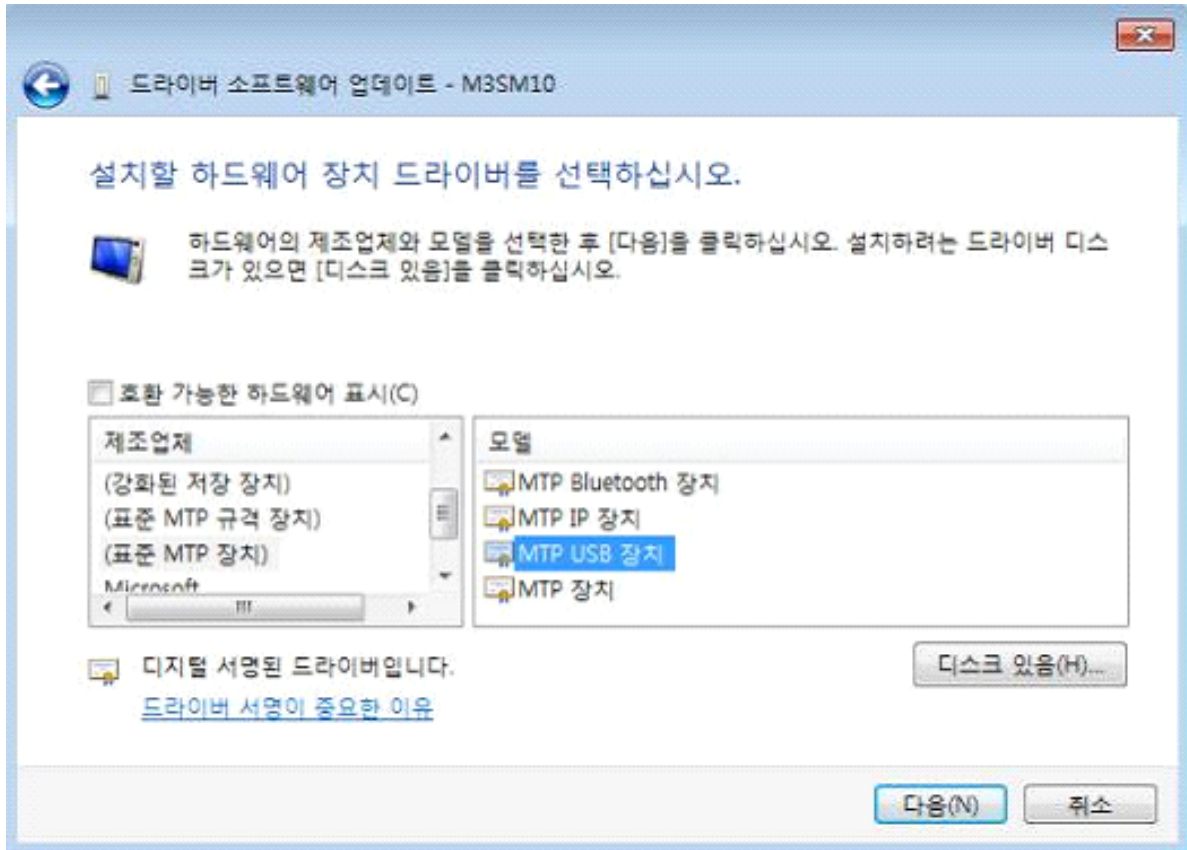 드라이버 소프트웨어 업데이트 - M3SM10
설치할 하드웨어 장치 드라이버를 선택하십시오.
하드웨어의 제조업체와 모델을 선택한 후 [다음]을 클릭하십시오. 설치하려는 드라이버 디스
크가 있으면 [디스크 있음]을 클릭하십시오.
호환 가능한 하드웨어 표시(C)
제조업체
(강화된 저장 장치)
(표준 MTP 규격 장치)
(표준 MTP 장치)
Microsoft
모델
MTP Bluetooth 장치
MTP IP 장치
MTP USB 장치
MTP 장치
디지털 서명된 드라이버입니다.
드라이버 서명이 중요한 이유
디스크 있음(H)...
다음(N)
취소